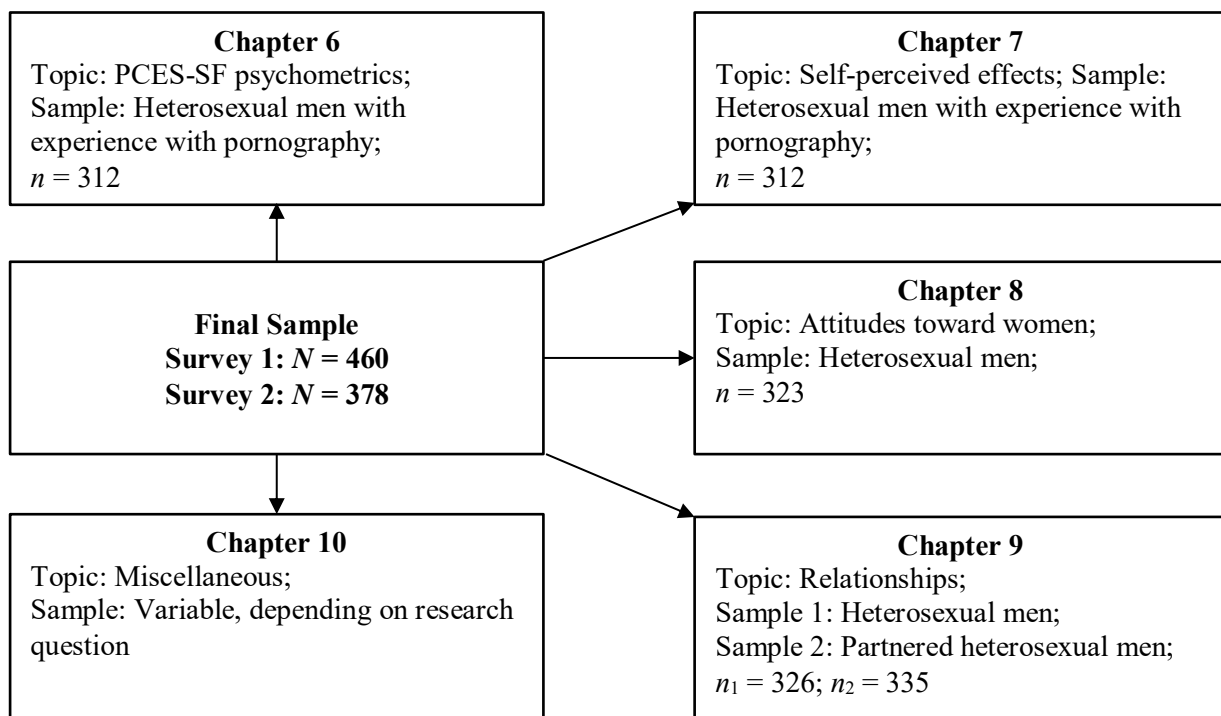 Chapter 6
Topic: PCES-SF psychometrics;
Sample: Heterosexual men with
experience with pornography;
n = 312
Chapter 7
Topic: Self-perceived effects; Sample:
Heterosexual men with experience with
pornography;
n = 312
Final Sample
Survey 1: N = 460
Survey 2: N = 378
Chapter 8
Topic: Attitudes toward women;
Sample: Heterosexual men;
n = 323
Chapter 10
Topic: Miscellaneous;
Sample: Variable, depending on research
question
Chapter 9
Topic: Relationships;
Sample 1: Heterosexual men;
Sample 2: Partnered heterosexual men;
n₁ = 326; n₂ = 335